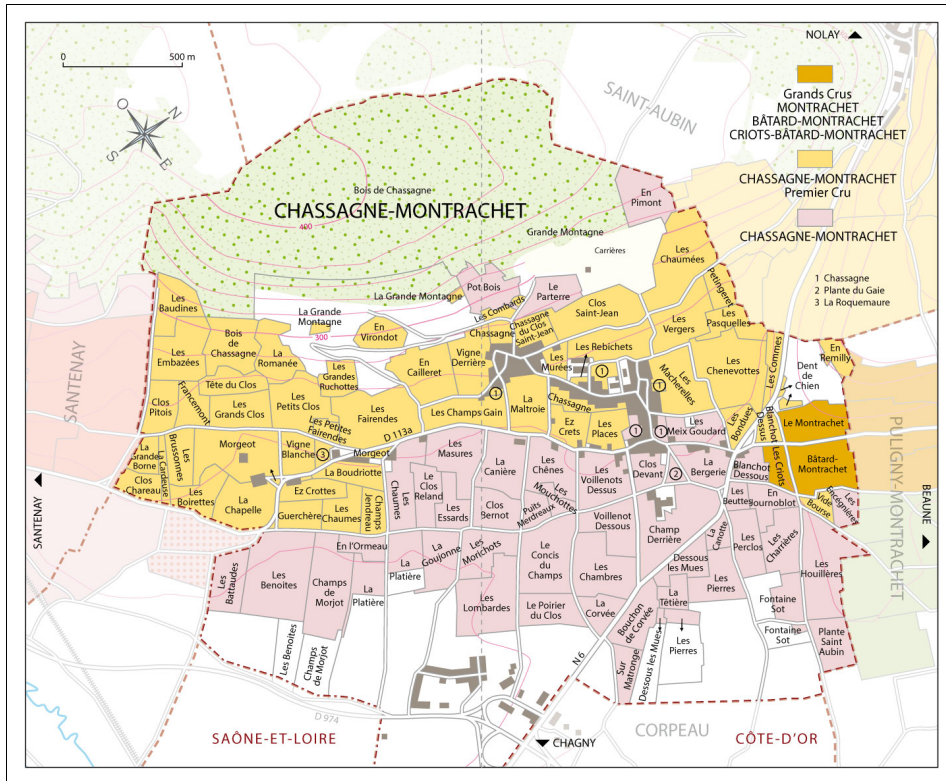 NOLAY
0
500 m
O
N
S
E
SAINT-AUBIN
Grands Crus
MONTRACHET
BÂTARD-MONTRACHET
CRIOTS-BÂTARD-MONTRACHET
CHASSAGNE-MONTRACHET
Premier Cru
CHASSAGNE-MONTRACHET
1 Chassagne
2 Plante du Gaie
3 La Roquemaure
Bois de Chassagne
CHASSAGNE-MONTRACHET
400
En
Pimont
Grande Montagne
Carrières
Les
Chaumées
Petingeret
Pot Bois
Le
Parterre
La Grande Montagne
Les Combards
La Grande
Montagne
300
En
Virondot
Chassagne
Chassagne
du Clos
Saint-Jean
Clos
Saint-Jean
Les
Vergers
Les
Pasquelles
Les
Baudines
Bois
de
Chassagne
Les
Embazées
La
Romanée
Les
Grandes
Ruchottes
En
Cailleret
Vigne
Derrière
Les
Murées
Les Rebichets
1
1
Les
Macherelles
Les
Chenevottes
Les Commes
En
Remilly
Dent
de
Chien
SANTENAY
Clos
Pitois
Francemont
Tête du Clos
Les
Grands Clos
Les
Petits Clos
Les Petites
Fairendes
Les
Fairendes
1
Les Champs Gain
La
Maltroie
Chassagne
Ez
Crets
Les
Places
1
1
Les
Meix Goudard
Les
Bondues
Blanchot
Dessus
Le Montrachet
Les Criots
Bâtard-
Montrachet
PULIGNY-MONTRACHET
D 113a
La
Grandes
Borne
La Cardeuse
Les
Brussonnes
Clos
Chareau
Morgeot
Vigne
Blanche
3
Morgeot
La Boudriotte
Les
Boirettes
La
Chapelle
Ez Crottes
Guerchère
Les
Chaumes
Champs
Jendreau
Les
Chaumes
Les
Masures
Le
Clos
Reland
Les
Essards
La
Canière
Clos
Bernot
Les
Chênes
Les
Mouchottes
Puits
Merdreaux
Les
Voillenots
Dessus
Voillenot
Dessous
Clos
Devant
2
La
Bergerie
Blanchot
Dessous
Les
Beuttes
En
Journoblot
Vide
Bourse
Les
Encégnières
Champ
Derrière
La
Canotte
Les
Perclos
Les
Charrières
Les
Houillères
SANTENAY
BEAUNE
En l'Ormeau
La
Goujonne
Les
Morichots
Le
Concis
du Champs
Les
Chambres
Dessous
les Mues
Les
Pierres
Les
Battaudes
Les
Benoites
Champs
de
Morjot
La
Platière
La
Platière
Les
Lombardes
Le Poirier
du Clos
La
Corvée
Bouchon
de Corvée
La
Têtière
Fontaine
Sot
Fontaine
Sot
Plante
Saint
Aubin
Les Benoites
Champs
de Morjot
N6
Sur
Matronge
Dessous les Mues
Les
Pierres
D 974
SAÔNE-ET-LOIRE
CHAGNY
CORPEAU
CÔTE-D'OR